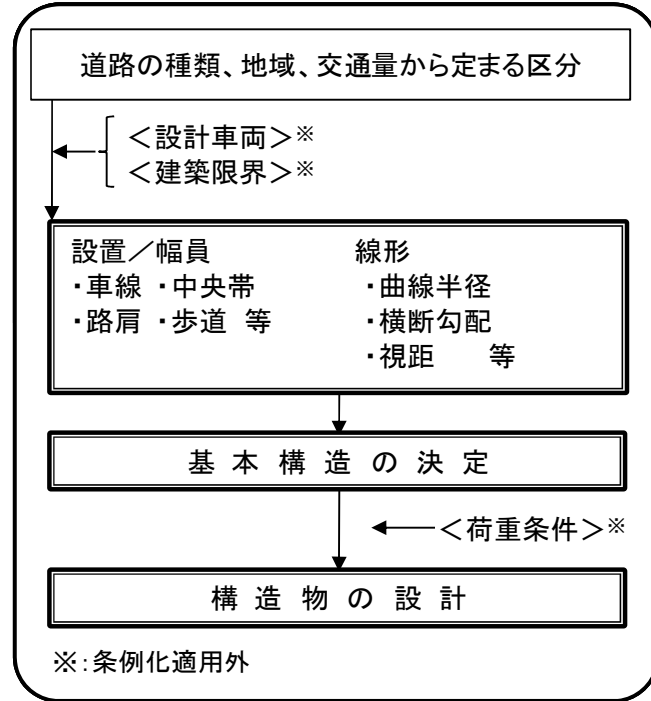 道路の種類、地域、交通量から定まる区分
＜設計車両＞※
＜建築限界＞※
設置／幅員
・車線 ・中央帯
・路肩 ・歩道 等
線形
・曲線半径
・横断勾配
・視距 等
基本構造の決定
＜荷重条件＞※
構造物の設計
※：条例化適用外